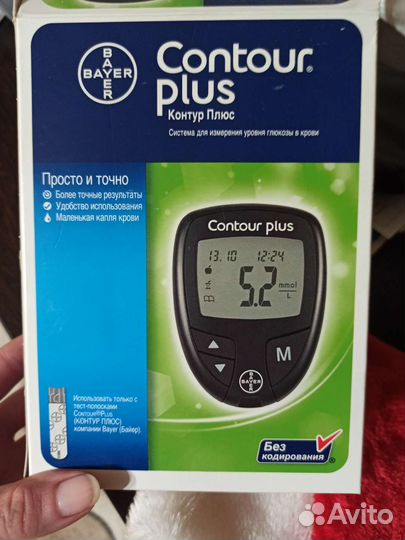 BAYER
BAYER
Contour®
plus
Контур Плюс
Система для измерения уровня глюкозы в крови
Просто и точно
Более точные результаты
Удобство использования
Маленькая капля крови
Contour plus
13.10 12:24
5.2 mmol/L
M
BAYER
BAYER
Использовать только с
тест-полосками
CONTOUR®PLUS
(КОНТУР ПЛЮС)
компании Bayer (Байер).
Без
кодирования
Avito